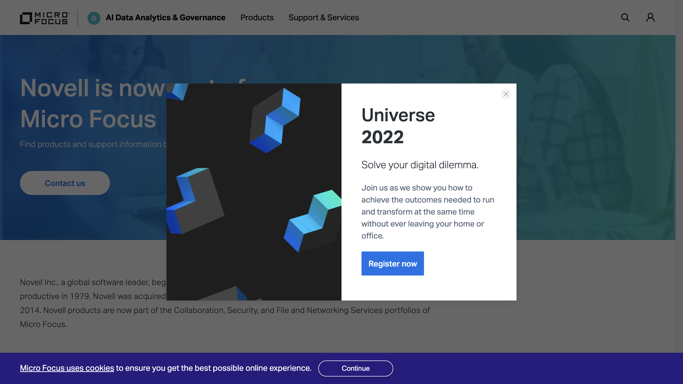 MICRO
FOCUS
D
AI Data Analytics & Governance
Products
Support & Services
Novell is now part of
Micro Focus
Find products and support information b
Contact us
Universe
2022
Solve your digital dilemma.
Join us as we show you how to
achieve the outcomes needed to run
and transform at the same time
without ever leaving your home or
office.
Register now
Novell Inc., a global software leader, beg
productive in 1979. Novell was acquired
2014. Novell products are now part of the Collaboration, Security, and File and Networking Services portfolios of
Micro Focus.
Micro Focus uses cookies to ensure you get the best possible online experience.
Continue